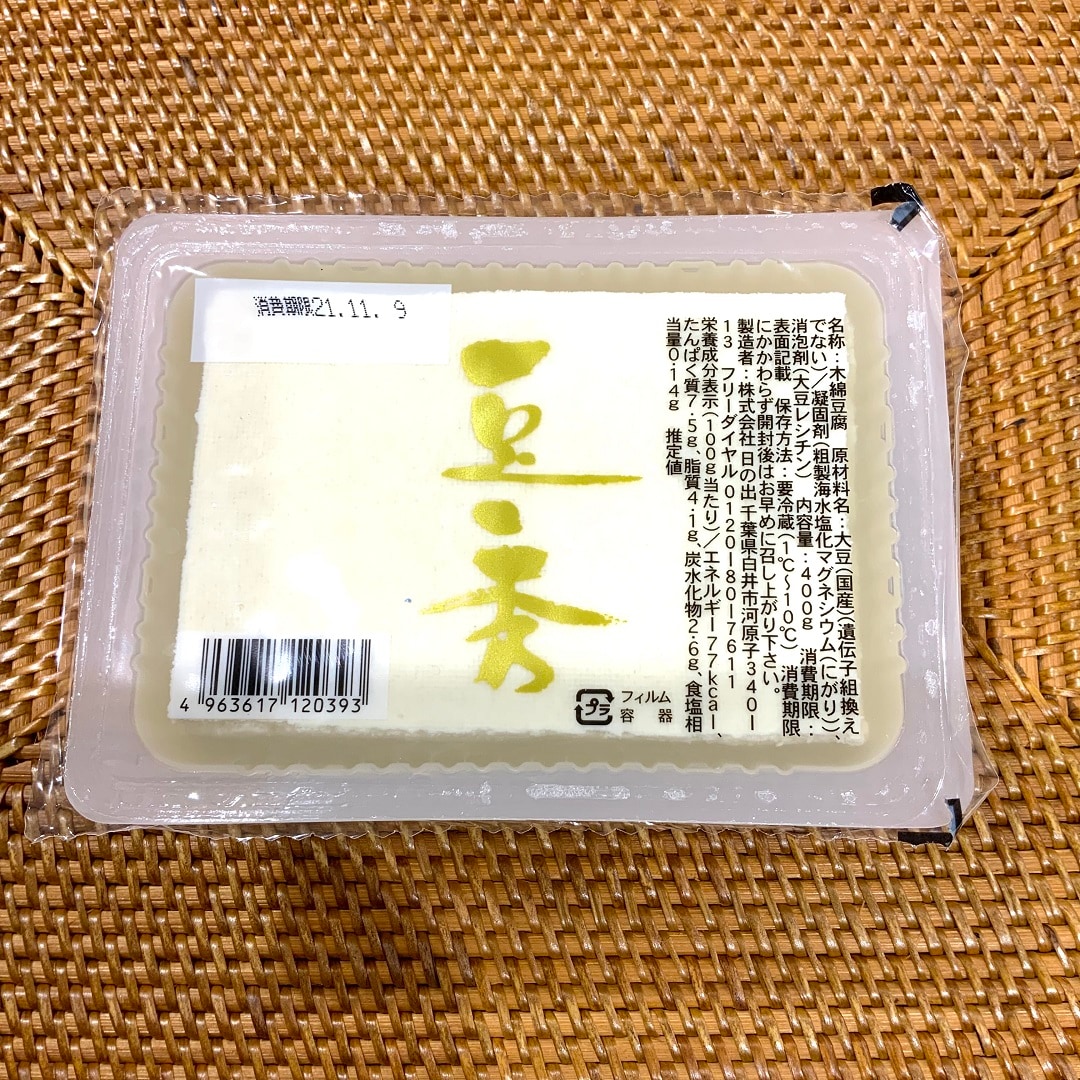 消費期限21.11.9
豆秀
名称：木綿豆腐　原材料名：大豆（国産）（遺伝子組換え
でない）／凝固剤（粗製海水塩化マグネシウム（にがり））、
消泡剤（大豆レシチン）　内容量：400g　消費期限：
表面記載　保存方法：要冷蔵（1℃～10℃）　消費期限
にかかわらず開封後はお早めに召し上がり下さい。
製造者：株式会社 日の出 千葉県白井市河原子340ー
13　フリーダイヤル 0120ー80ー7611
栄養成分表示（100g当たり）／エネルギー77kcal、
たんぱく質7.5g、脂質4.1g、炭水化物2.6g、食塩相
当量0.14g　推定値
プラ
フィルム
容器
4 963617 120393